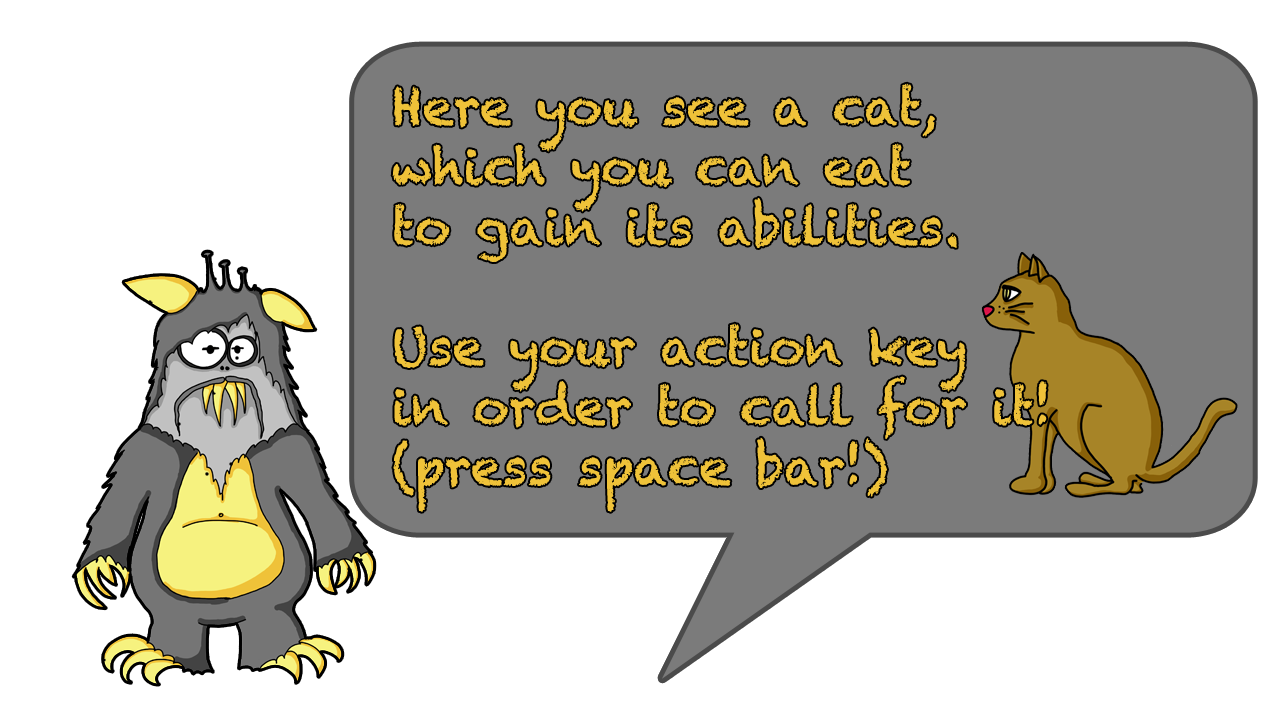 Here you see a cat,
which you can eat
to gain its abilities.
Use your action key
in order to call for it!
(press space bar!)